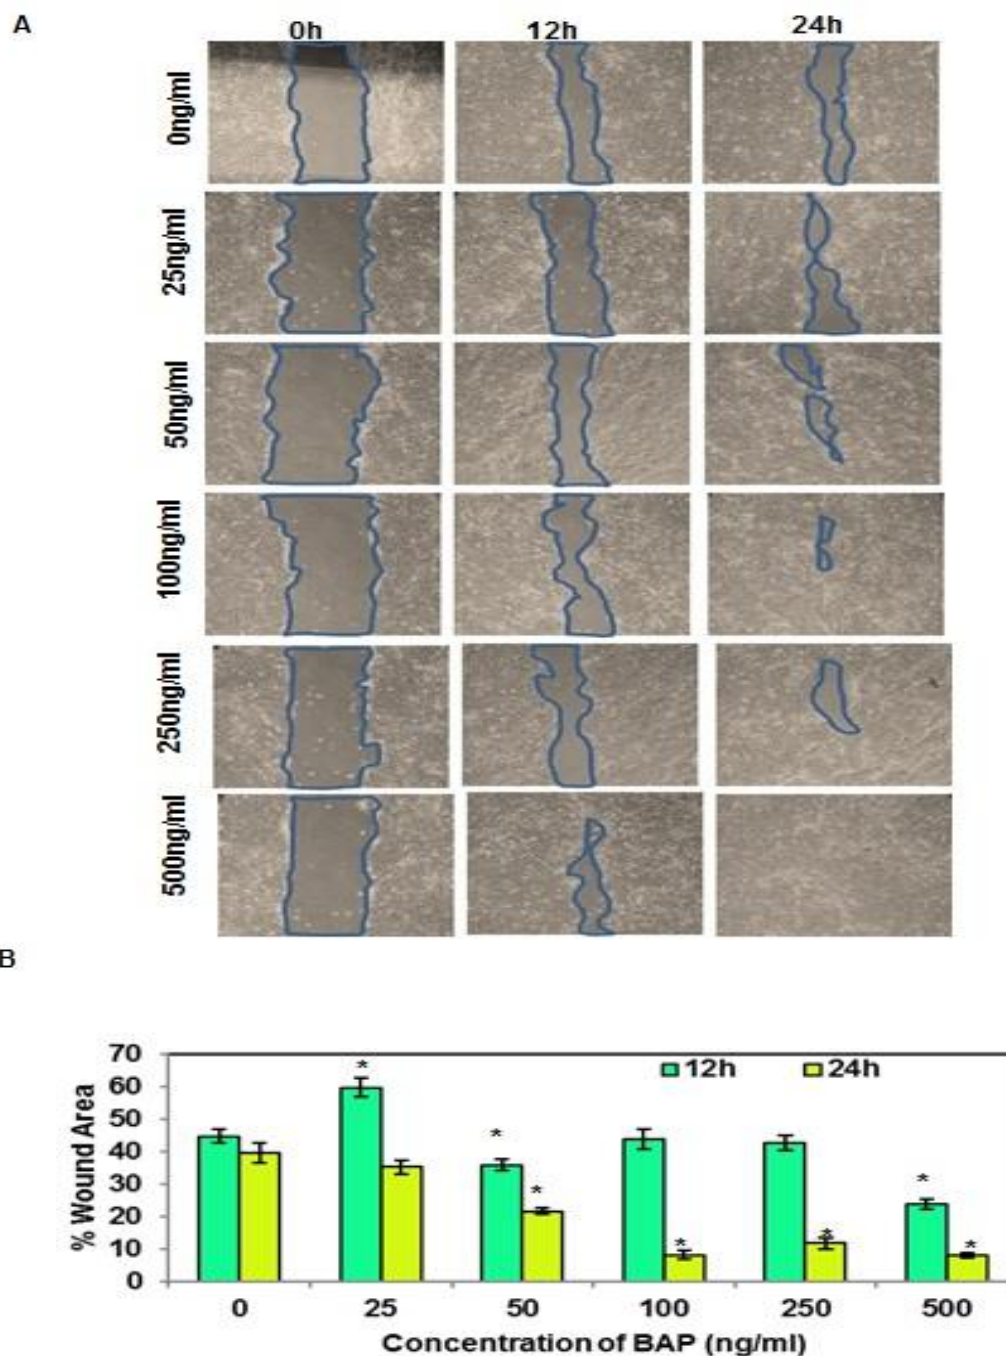 A
0h 12h 24h
0ng/ml
25ng/ml
50ng/ml
100ng/ml
250ng/ml
500ng/ml
B
% Wound Area
70
60
50
40
30
20
10
0
12h 24h
* * * * * * *
0 25 50 100 250 500
Concentration of BAP (ng/ml)